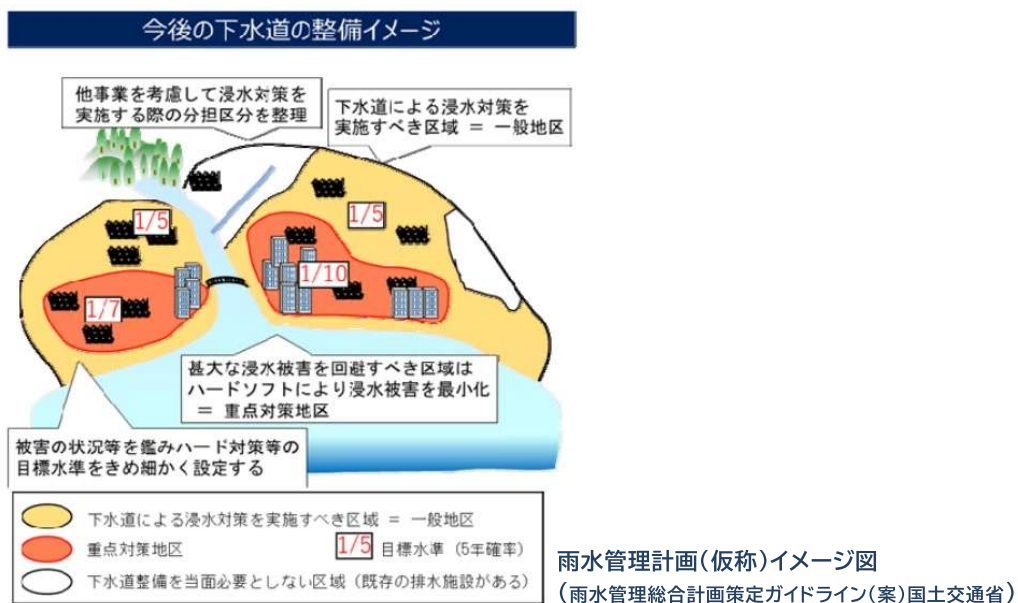 今後の下水道の整備イメージ
他事業を考慮して浸水対策を
実施する際の分担区分を整理
下水道による浸水対策を
実施すべき区域 = 一般地区
1/5
1/5
1/10
1/7
甚大な浸水被害を回避すべき区域は
ハードソフトにより浸水被害を最小化
= 重点対策地区
被害の状況等を鑑みハード対策等の
目標水準をきめ細かく設定する
下水道による浸水対策を実施すべき区域 = 一般地区
重点対策地区 1/5 目標水準 (5年確率)
下水道整備を当面必要としない区域 (既存の排水施設がある)
雨水管理計画(仮称)イメージ図
(雨水管理総合計画策定ガイドライン(案)国土交通省)